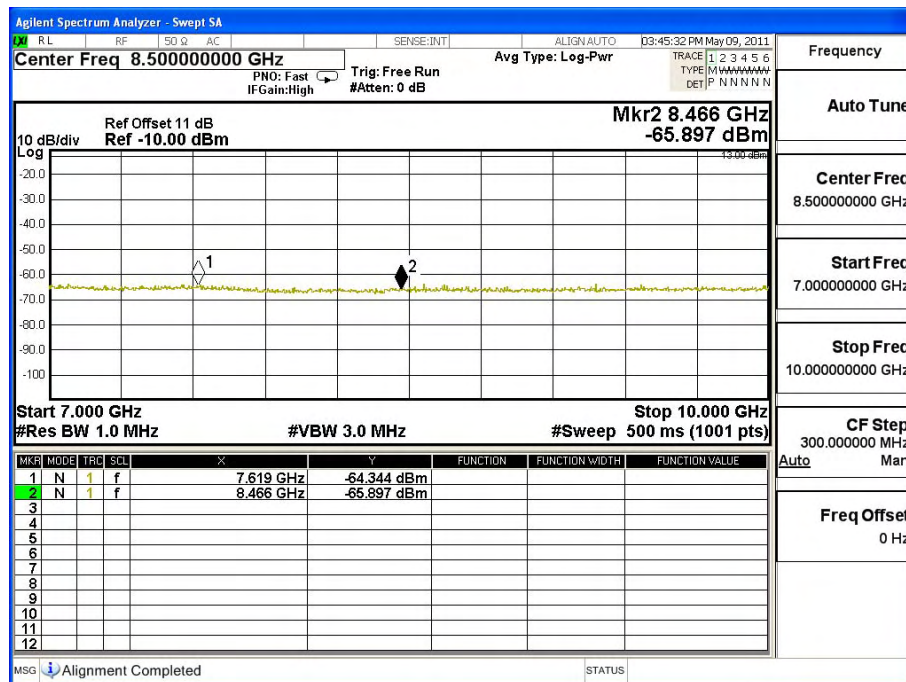 Agilent Spectrum Analyzer - Swept SA
LXI RL RF 50 Ω AC SENSE:INT ALIGNAUTO 03:45:32 PM May 09, 2011
Center Freq 8.500000000 GHz
PNO: Fast
IFGain:High
Trig: Free Run
#Atten: 0 dB
Avg Type: Log-Pwr
TRACE 1 2 3 4 5 6
TYPE M WWWWW
DET P N N N N N
Mkr2 8.466 GHz
-65.897 dBm
Ref Offset 11 dB
10 dB/div Ref -10.00 dBm
Log
13.00 dBm
-20.0
-30.0
-40.0
-50.0
1
2
-60.0
-70.0
-80.0
-90.0
-100
Start 7.000 GHz Stop 10.000 GHz
#Res BW 1.0 MHz #VBW 3.0 MHz #Sweep 500 ms (1001 pts)
MKR MODE TRC SCL X Y FUNCTION FUNCTION WIDTH FUNCTION VALUE
1 N 1 f 7.619 GHz -64.344 dBm
2 N 1 f 8.466 GHz -65.897 dBm
3
4
5
6
7
8
9
10
11
12
MSG Alignment Completed STATUS
Frequency
Auto Tune
Center Freq
8.500000000 GHz
Start Freq
7.000000000 GHz
Stop Freq
10.000000000 GHz
CF Step
300.000000 MHz
Auto Man
Freq Offset
0 Hz